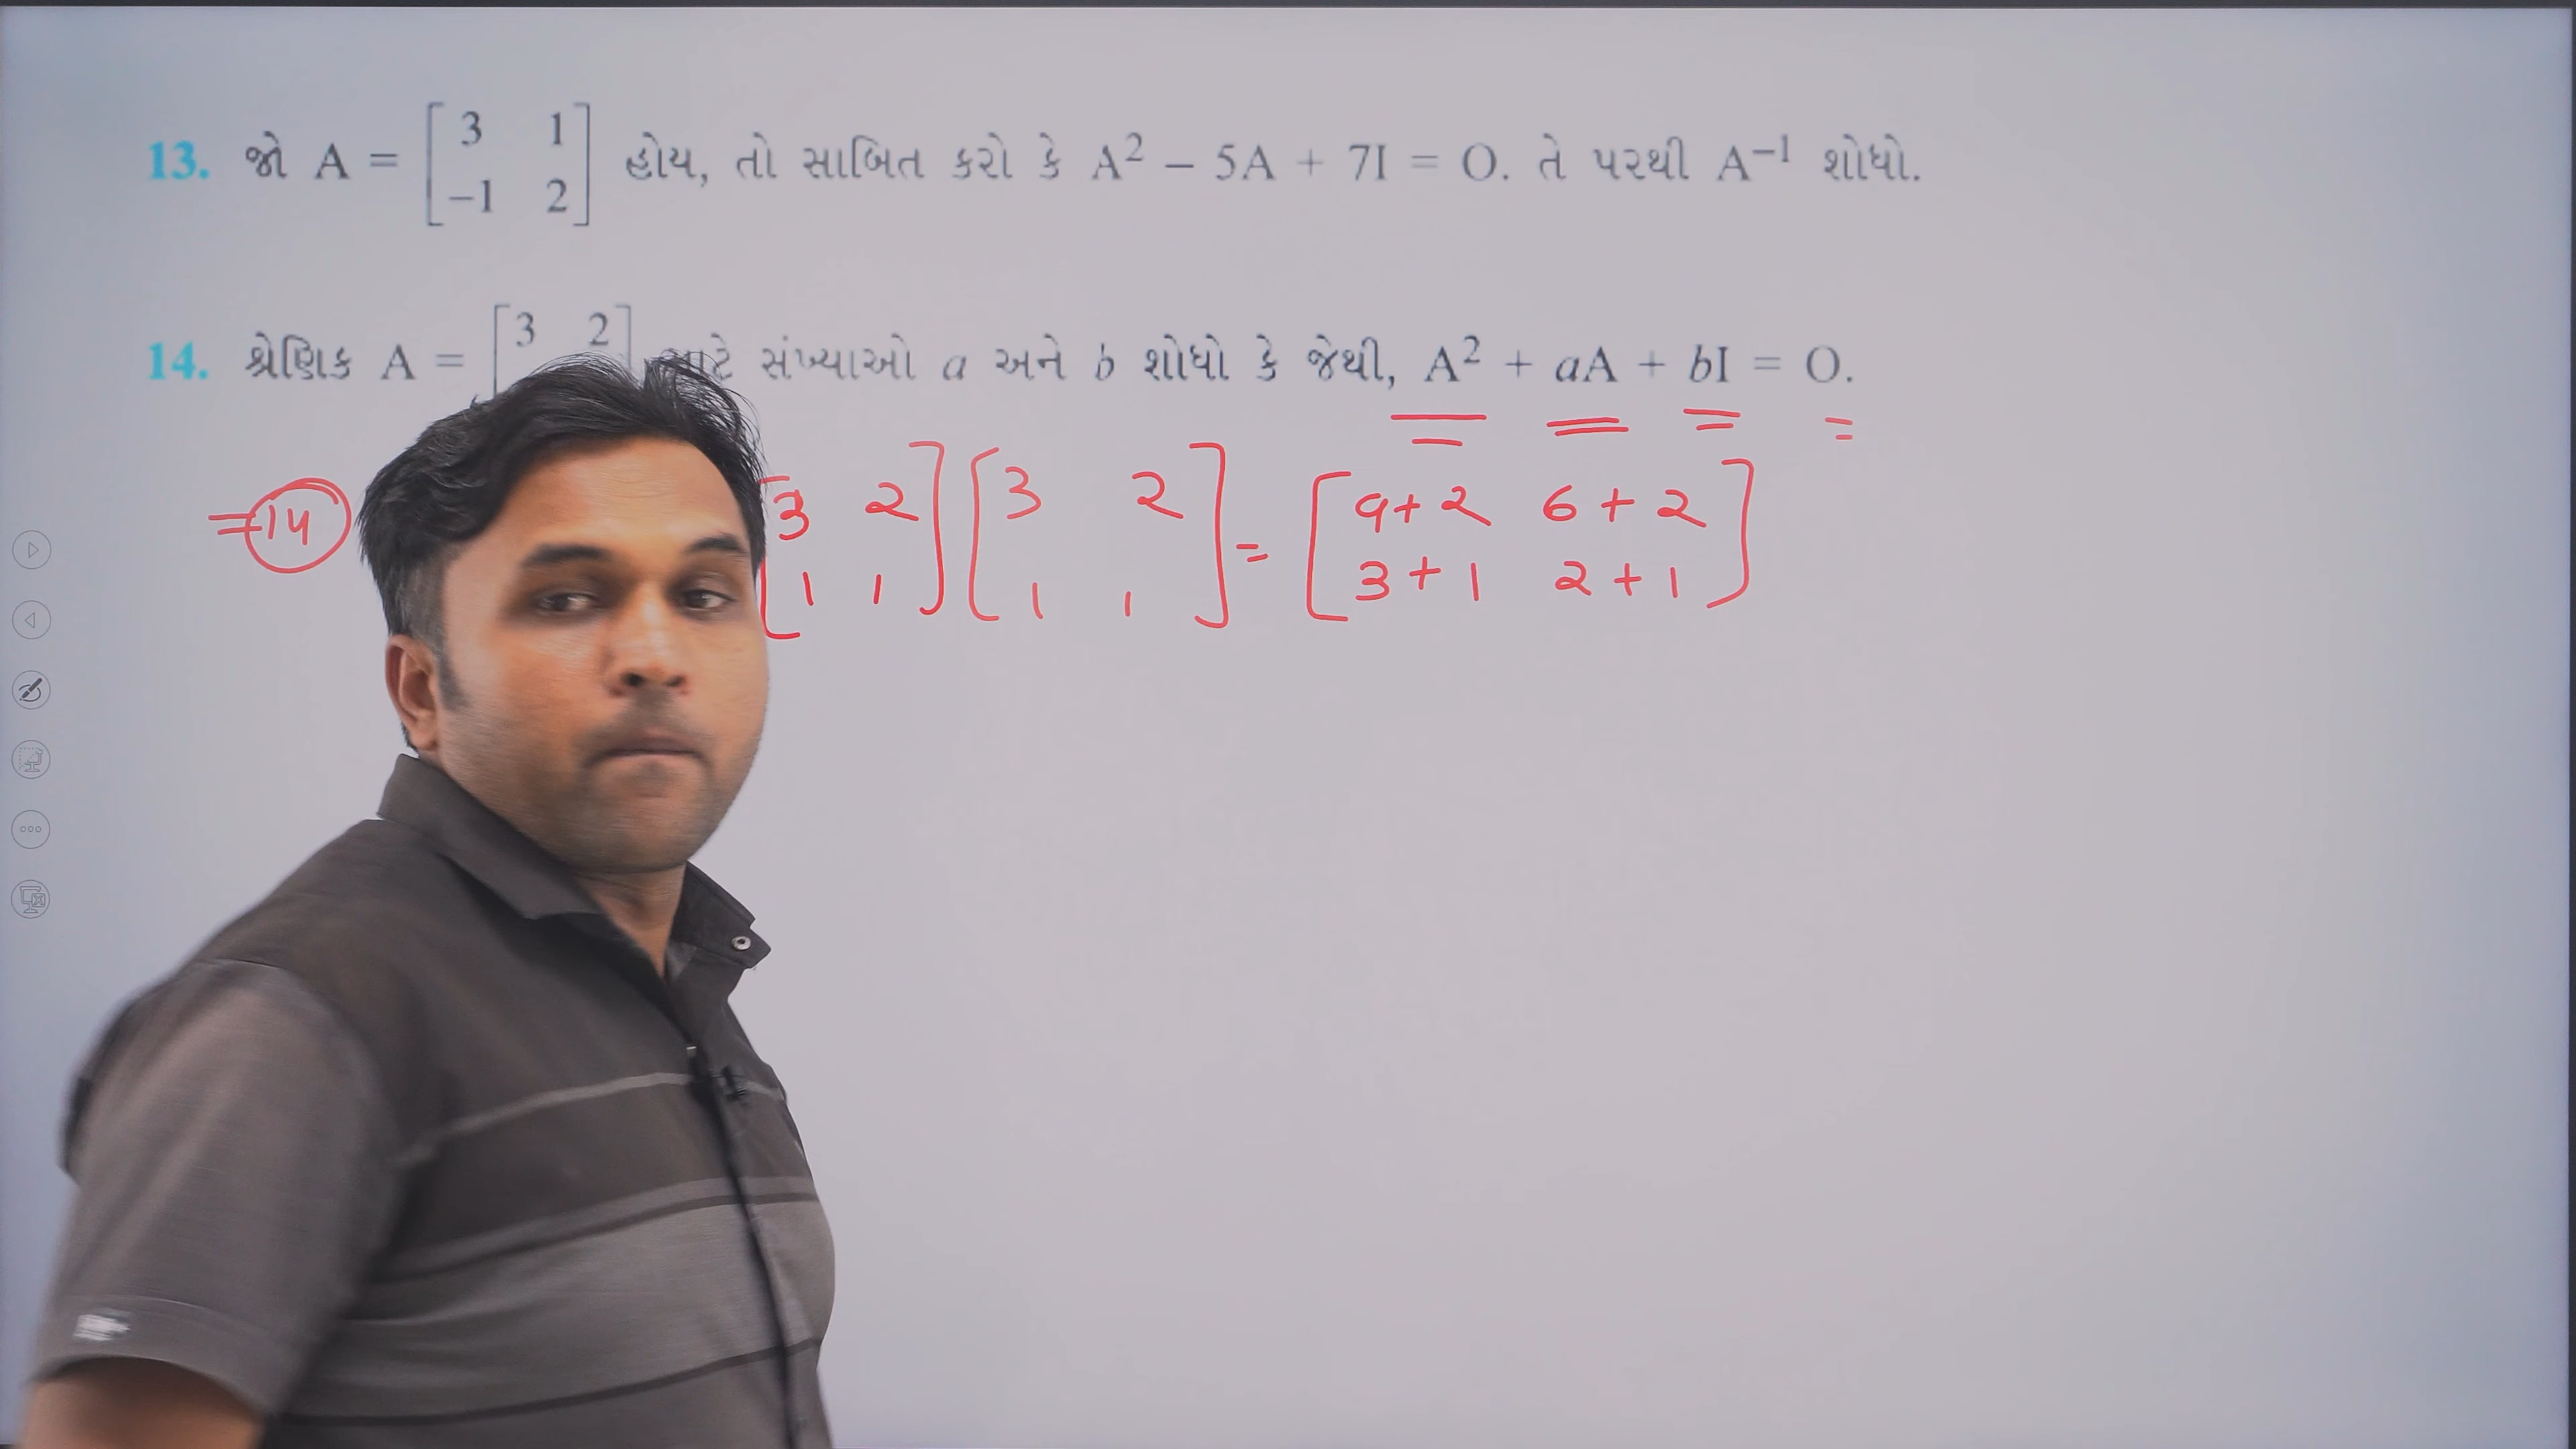 13. જો A = [ 3 1 ; −1 2 ] હોય, તો સાબિત કરો કે A² − 5A + 7I = O. તે પરથી A⁻¹ શોધો.
14. શ્રેણિક A = [ 3 2 સંખ્યાઓ a અને b શોધો કે જેથી, A² + aA + bI = O.
=14 [ 3 2 ; 1 1 ] [ 3 2 ; 1 1 ] = [ 9+2 6+2 ; 3+1 2+1 ]